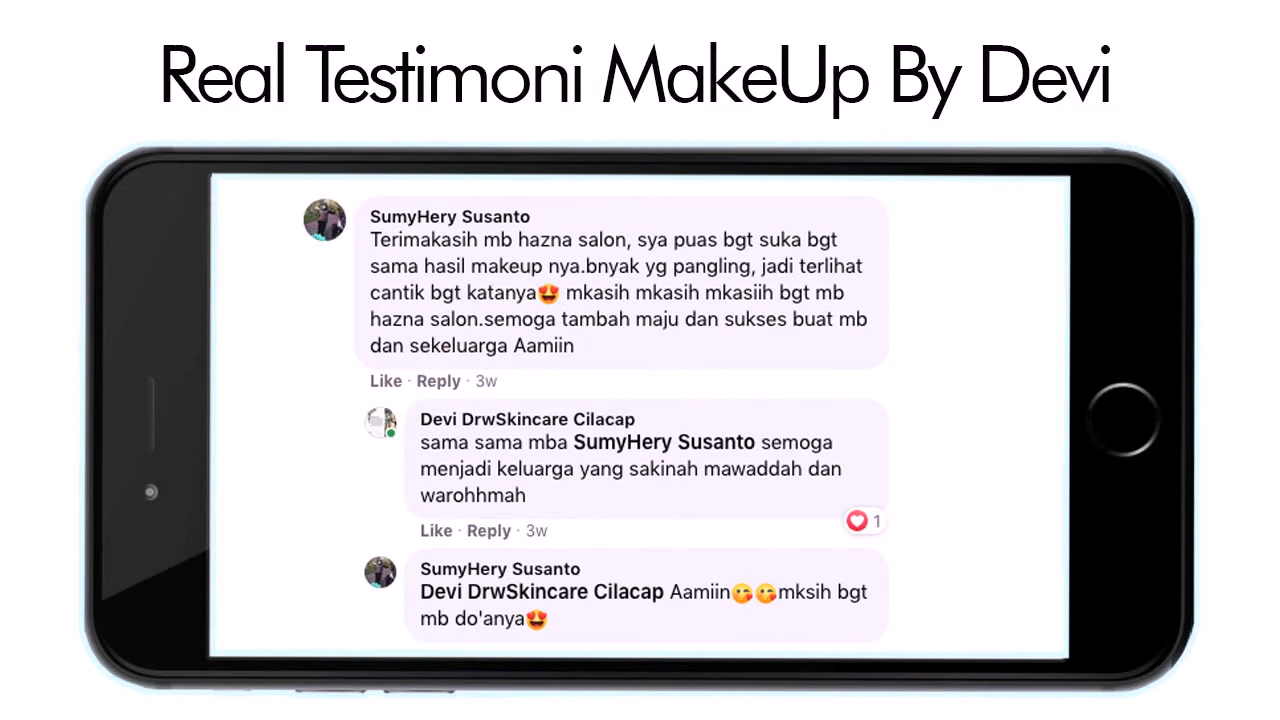 Real Testimoni MakeUp By Devi
SumyHery Susanto
Terimakasih mb hazna salon, sya puas bgt suka bgt
sama hasil makeup nya.bnyak yg pangling, jadi terlihat
cantik bgt katanya😍 mkasih mkasih mkasiih bgt mb
hazna salon.semoga tambah maju dan sukses buat mb
dan sekeluarga Aamiin
Like · Reply · 3w
Devi DrwSkincare Cilacap
sama sama mba SumyHery Susanto semoga
menjadi keluarga yang sakinah mawaddah dan
warohhmah
1
Like · Reply · 3w
SumyHery Susanto
Devi DrwSkincare Cilacap Aamiin😋😋mksih bgt
mb do'anya😍